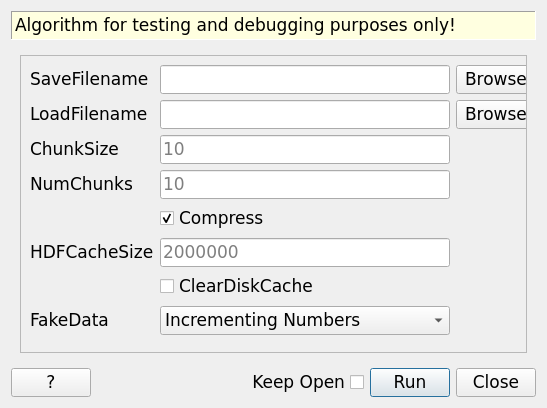 Algorithm for testing and debugging purposes only!
SaveFilename Browse
LoadFilename Browse
ChunkSize 10
NumChunks 10
Compress
HDFCacheSize 2000000
ClearDiskCache
FakeData Incrementing Numbers
? Keep Open Run Close